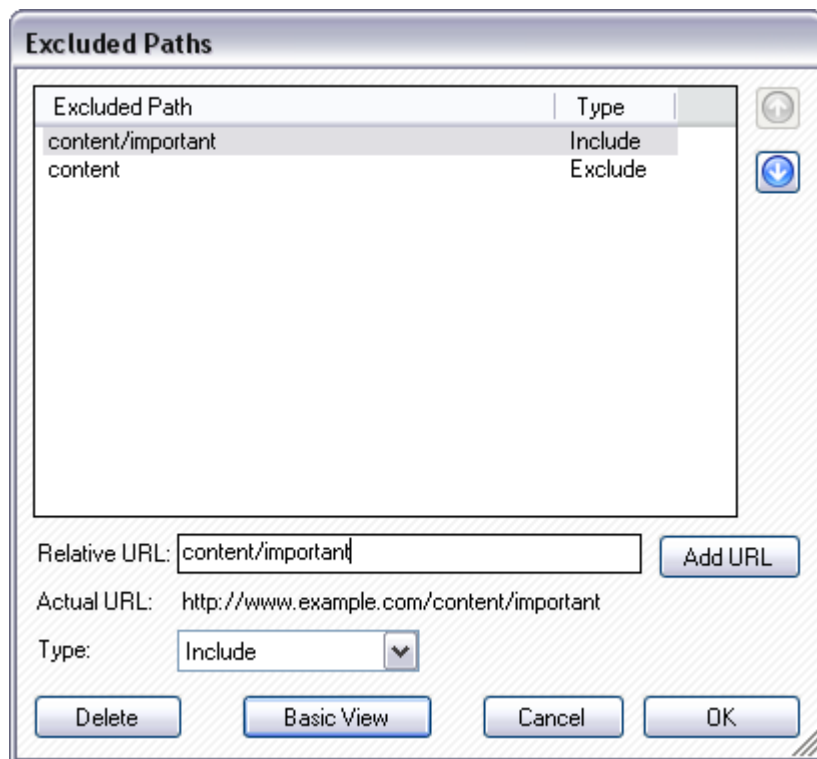 Excluded Paths
Excluded Path Type
content/important Include
content Exclude
Relative URL: content/important Add URL
Actual URL: http://www.example.com/content/important
Type: Include
Delete Basic View Cancel OK